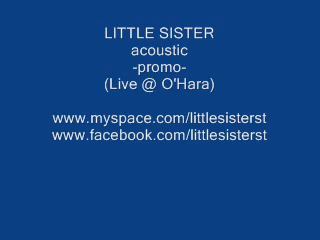 LITTLE SISTER
acoustic
-promo-
(Live @ O'Hara)
www.myspace.com/littlesisterst
www.facebook.com/littlesisterst